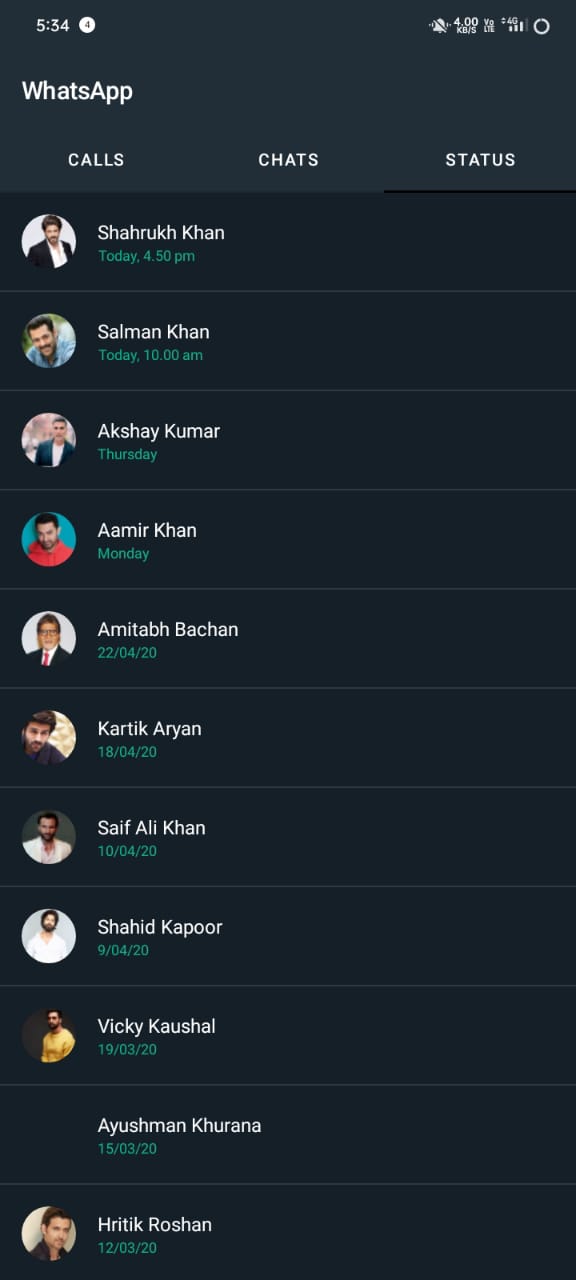 5:34 4 4.00 KB/S Vo LTE 4G
WhatsApp
CALLS CHATS STATUS
Shahrukh Khan
Today, 4.50 pm
Salman Khan
Today, 10.00 am
Akshay Kumar
Thursday
Aamir Khan
Monday
Amitabh Bachan
22/04/20
Kartik Aryan
18/04/20
Saif Ali Khan
10/04/20
Shahid Kapoor
9/04/20
Vicky Kaushal
19/03/20
Ayushman Khurana
15/03/20
Hritik Roshan
12/03/20